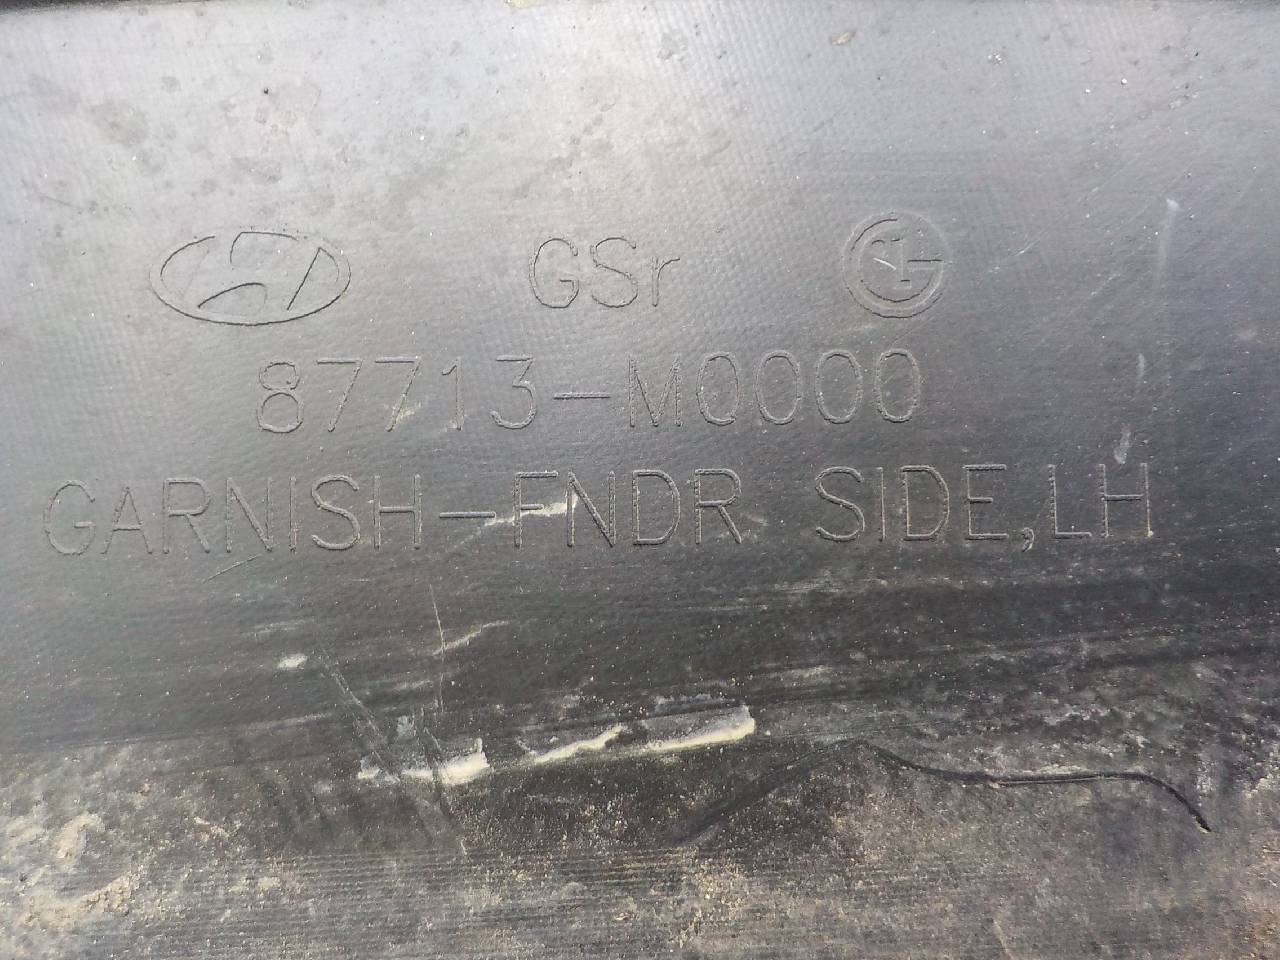 GSr
87713-M0000
GARNISH-FNDR SIDE,LH